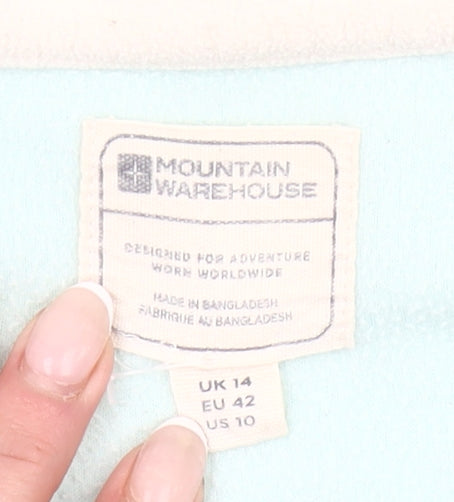 MOUNTAIN
WAREHOUSE
DESIGNED FOR ADVENTURE
WORN WORLDWIDE
MADE IN BANGLADESH
FABRIQUE AU BANGLADESH
UK 14
EU 42
US 10